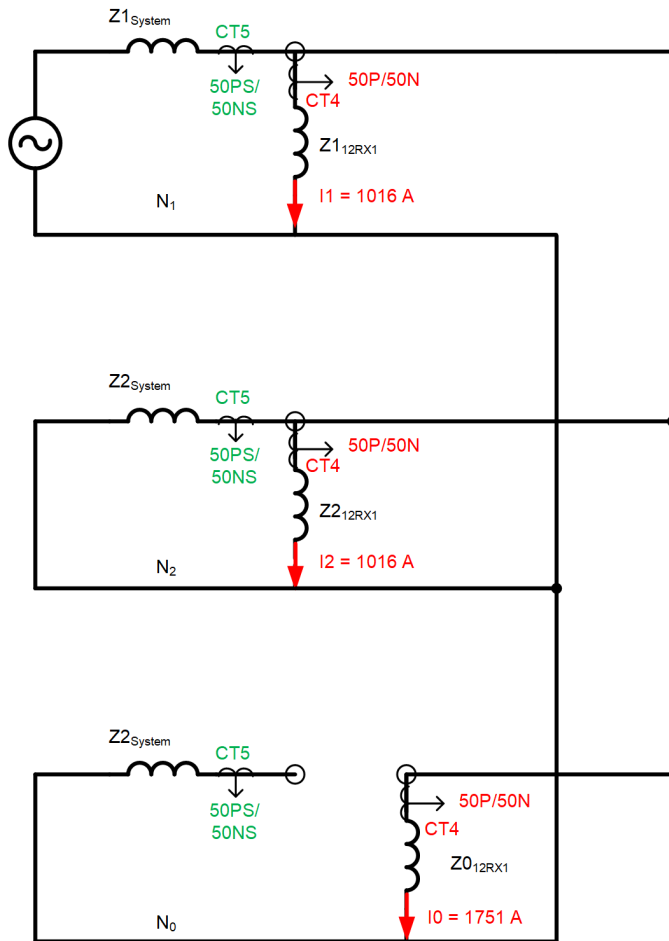 Z1System
CT5
50PS/
50NS
50P/50N
CT4
Z112RX1
I1 = 1016 A
N1
Z2System
CT5
50PS/
50NS
50P/50N
CT4
Z212RX1
I2 = 1016 A
N2
Z2System
CT5
50PS/
50NS
50P/50N
CT4
Z012RX1
I0 = 1751 A
N0